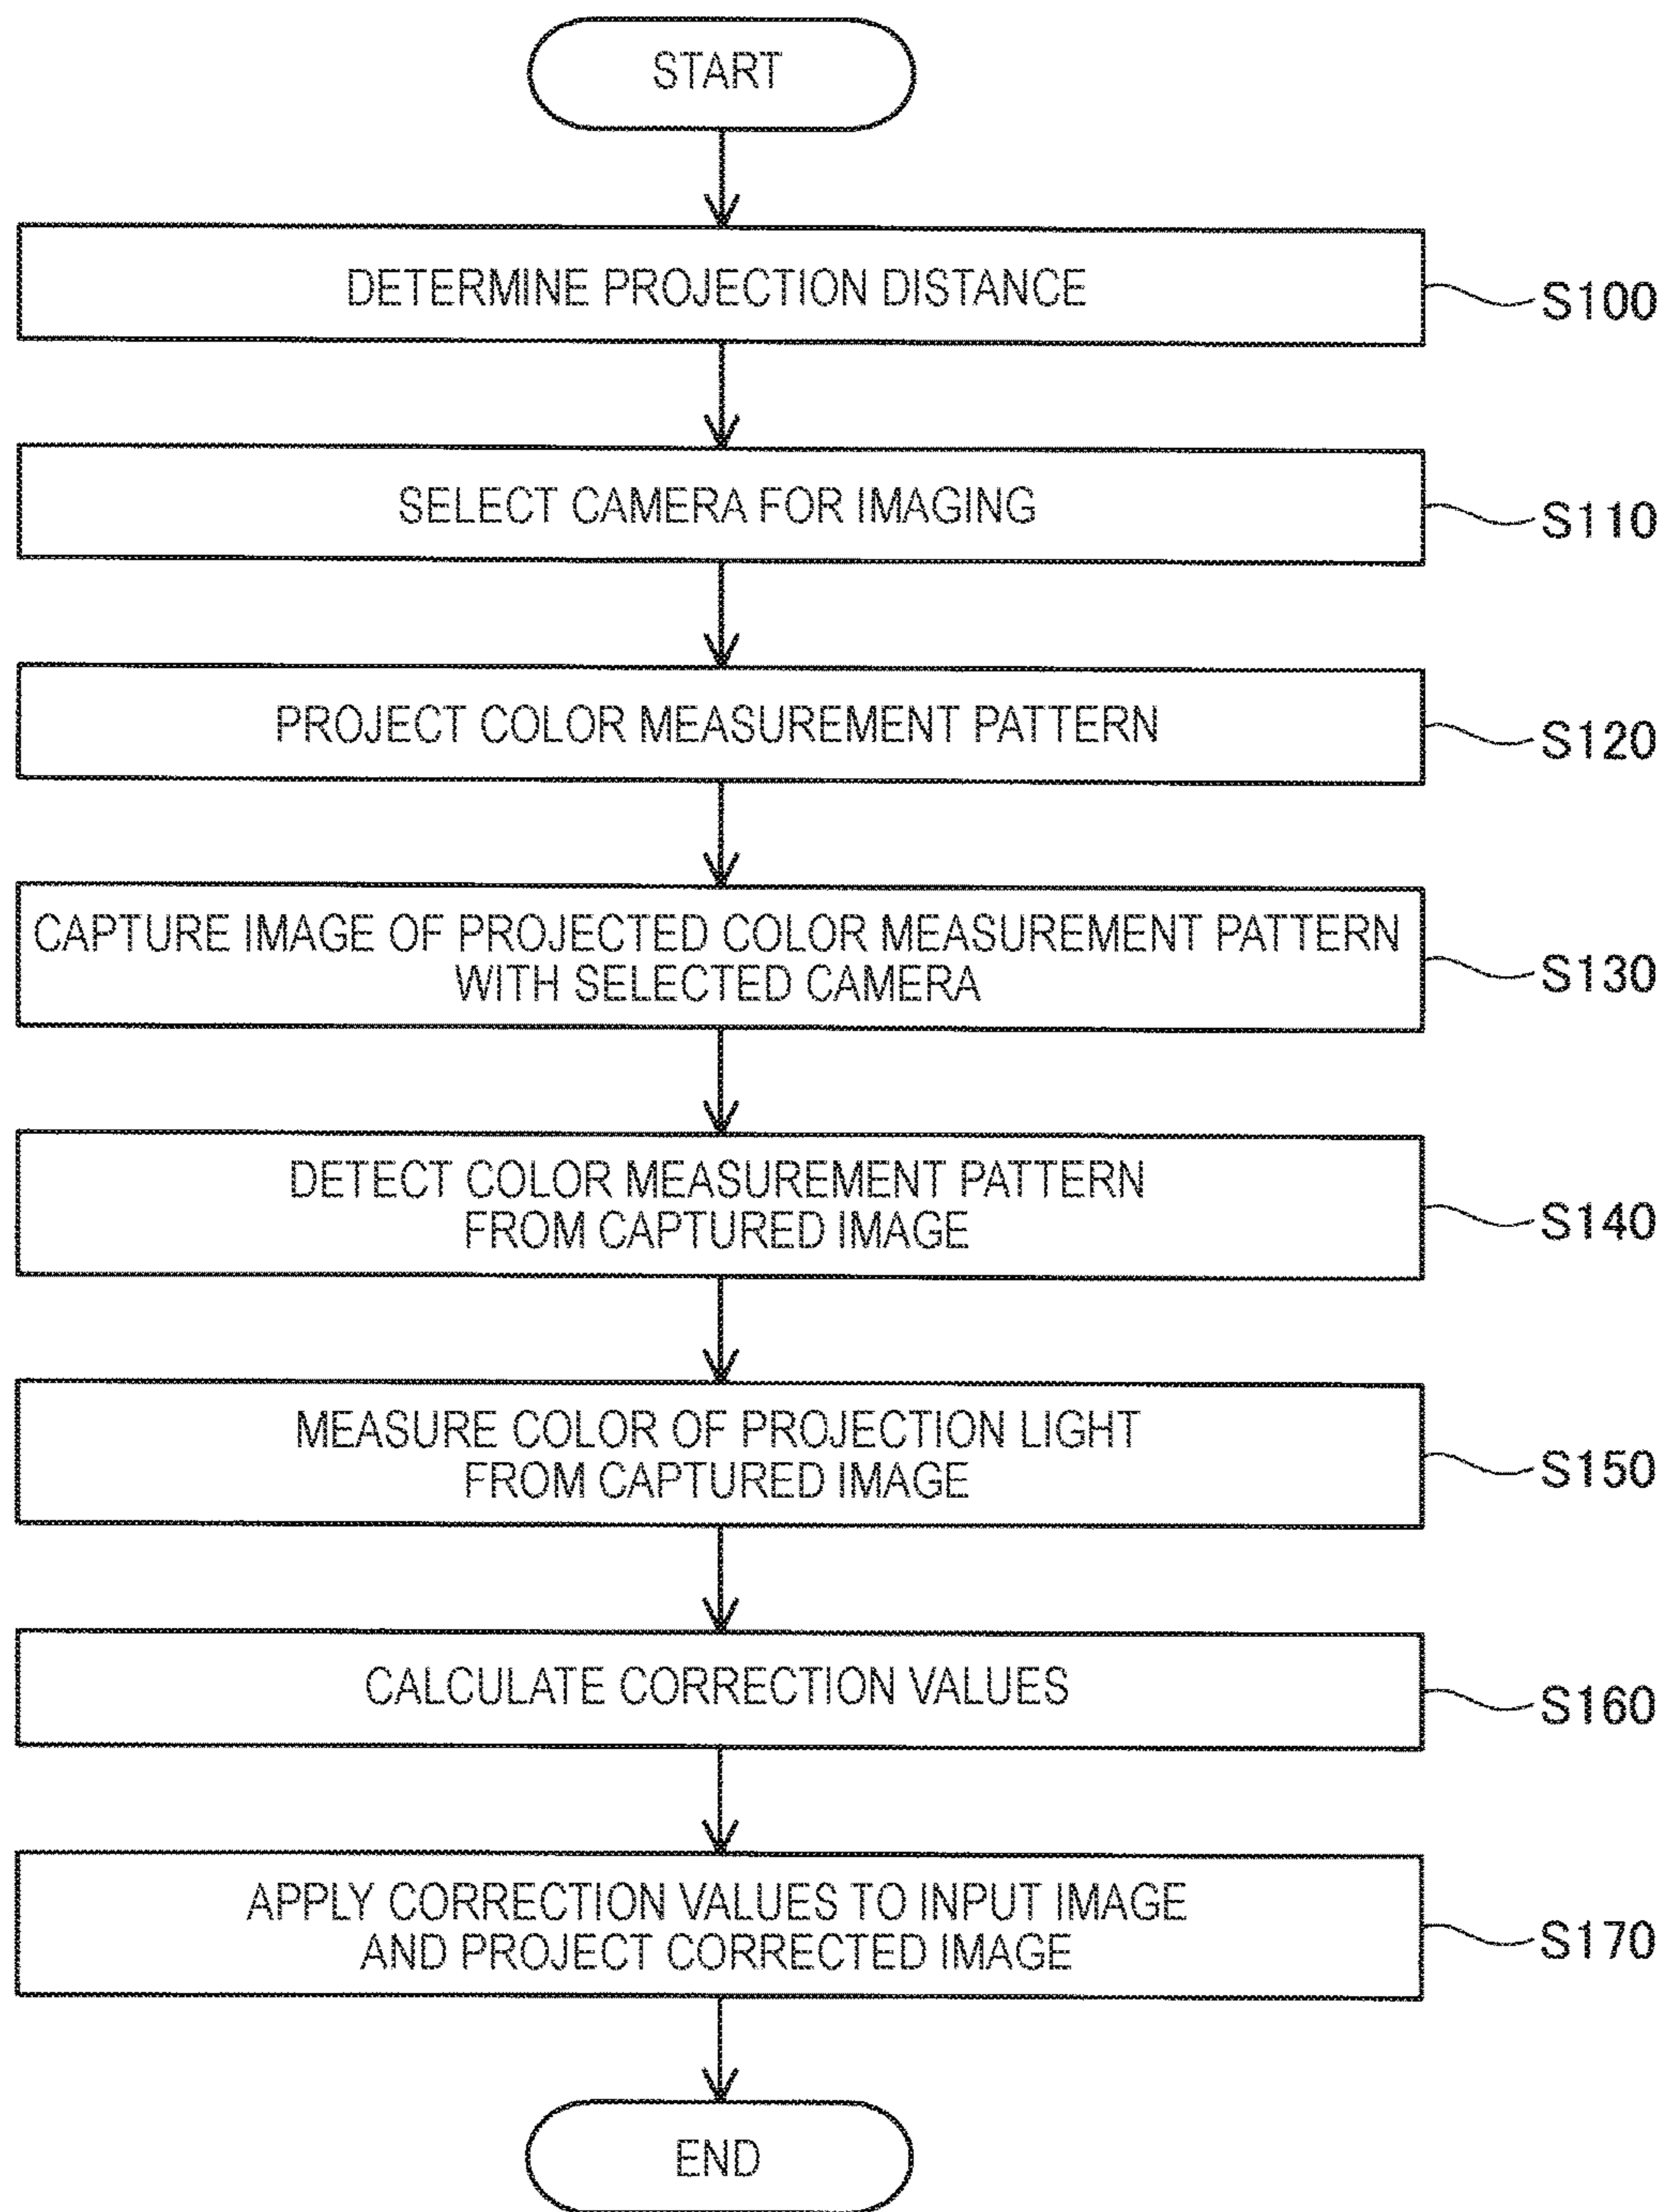 START
DETERMINE PROJECTION DISTANCE
S100
SELECT CAMERA FOR IMAGING
S110
PROJECT COLOR MEASUREMENT PATTERN
S120
CAPTURE IMAGE OF PROJECTED COLOR MEASUREMENT PATTERN
WITH SELECTED CAMERA
S130
DETECT COLOR MEASUREMENT PATTERN
FROM CAPTURED IMAGE
S140
MEASURE COLOR OF PROJECTION LIGHT
FROM CAPTURED IMAGE
S150
CALCULATE CORRECTION VALUES
S160
APPLY CORRECTION VALUES TO INPUT IMAGE
AND PROJECT CORRECTED IMAGE
S170
END